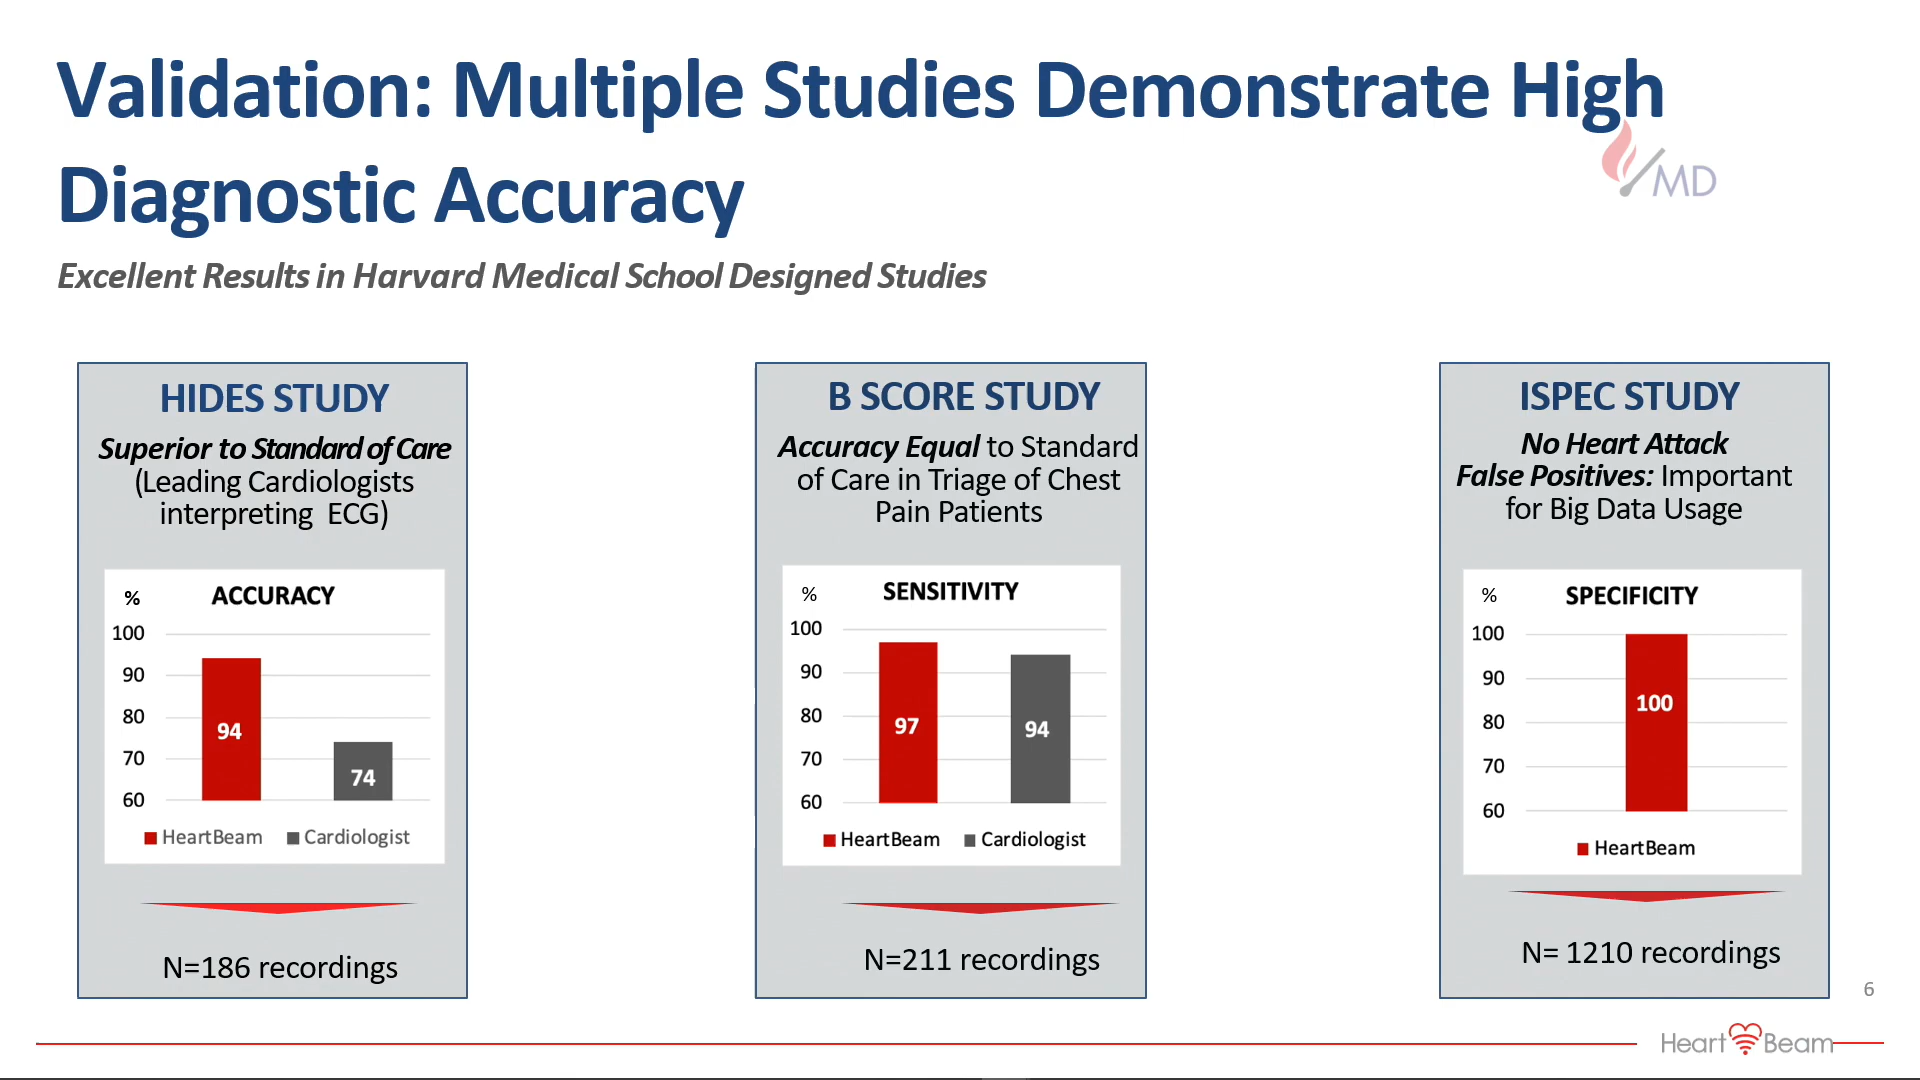 Validation: Multiple Studies Demonstrate High
Diagnostic Accuracy
MD
Excellent Results in Harvard Medical School Designed Studies
HIDES STUDY
Superior to Standard of Care
(Leading Cardiologists
interpreting ECG)
% ACCURACY
100
90
80
70
60
94
74
HeartBeam Cardiologist
N=186 recordings
B SCORE STUDY
Accuracy Equal to Standard
of Care in Triage of Chest
Pain Patients
% SENSITIVITY
100
90
80
70
60
97
94
HeartBeam Cardiologist
N=211 recordings
ISPEC STUDY
No Heart Attack
False Positives: Important
for Big Data Usage
% SPECIFICITY
100
90
80
70
60
100
HeartBeam
N= 1210 recordings
6
Heart Beam